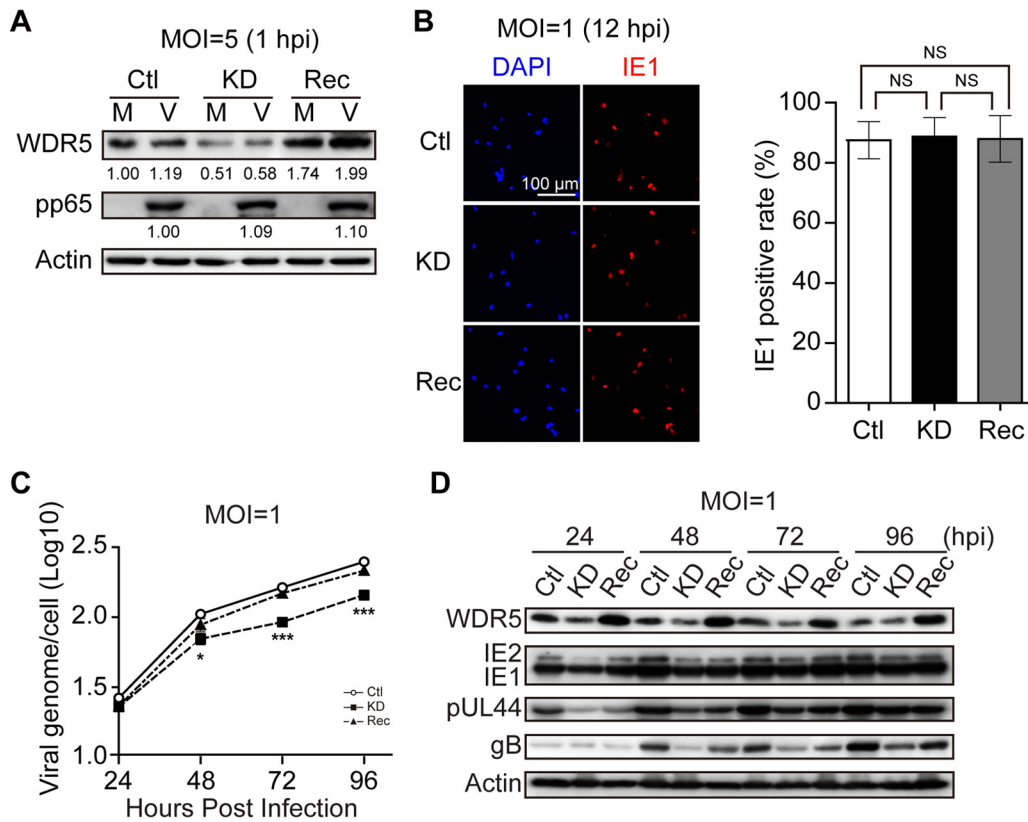 A
MOI=5 (1 hpi)
Ctl KD Rec
M V M V M V
WDR5
1.00 1.19 0.51 0.58 1.74 1.99
pp65
1.00 1.09 1.10
Actin
B
MOI=1 (12 hpi)
DAPI IE1
Ctl
100 µm
KD
Rec
NS
NS NS
IE1 positive rate (%)
100
80
60
40
20
0
Ctl KD Rec
C
MOI=1
Viral genome/cell (Log10)
2.5
2.0
1.5
1.0
* *** ***
Ctl
KD
Rec
24 48 72 96
Hours Post Infection
D
MOI=1
24 48 72 96 (hpi)
Ctl KD Rec Ctl KD Rec Ctl KD Rec Ctl KD Rec
WDR5
IE2
IE1
pUL44
gB
Actin